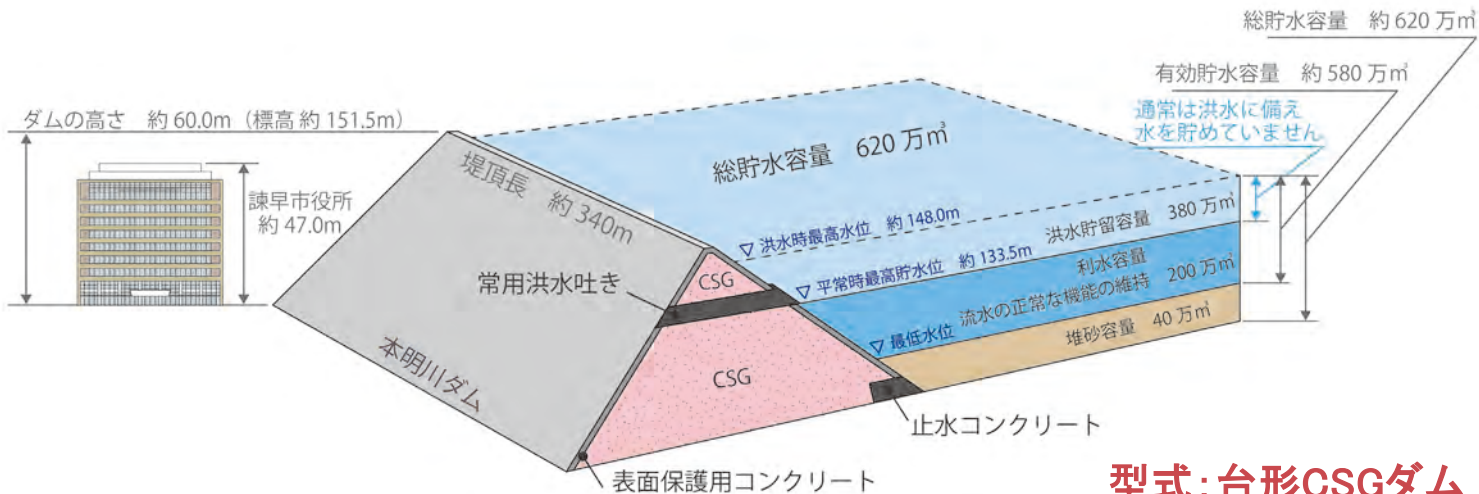 総貯水容量 約620万㎥
有効貯水容量 約580万㎥
通常は洪水に備え
水を貯めていません
ダムの高さ 約60.0m（標高 約151.5m）
諫早市役所
約47.0m
堤頂長 約340m
総貯水容量 620万㎥
洪水時最高水位 約148.0m
洪水貯留容量 380万㎥
平常時最高貯水位 約133.5m
利水容量
流水の正常な機能の維持 200万㎥
最低水位
堆砂容量 40万㎥
常用洪水吐き
CSG
CSG
本明川ダム
止水コンクリート
表面保護用コンクリート
型式：台形CSGダム